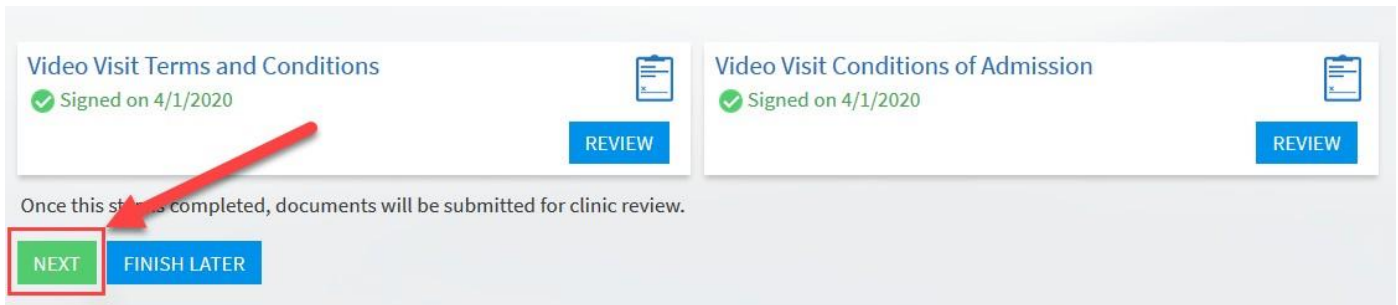 Video Visit Terms and Conditions
Signed on 4/1/2020
REVIEW
Video Visit Conditions of Admission
Signed on 4/1/2020
REVIEW
Once this completed, documents will be submitted for clinic review.
NEXT FINISH LATER